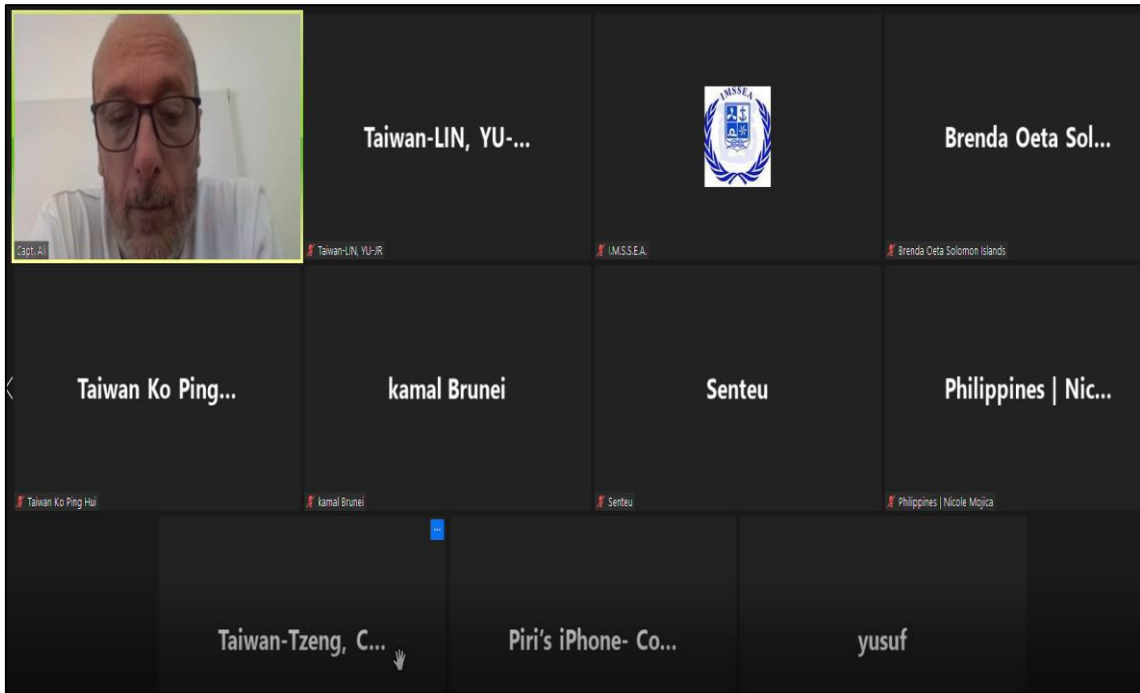 Capt. Ali
Taiwan-LIN, YU-...
Taiwan-LIN, YU-JR
IMSSEA
I.M.S.S.E.A.
Brenda Oeta Sol...
Brenda Oeta Solomon Islands
Taiwan Ko Ping...
Taiwan Ko Ping Hui
kamal Brunei
kamal Brunei
Senteu
Senteu
Philippines | Nic...
Philippines | Nicole Mojica
Taiwan-Tzeng, C...
Piri's iPhone- Co...
yusuf